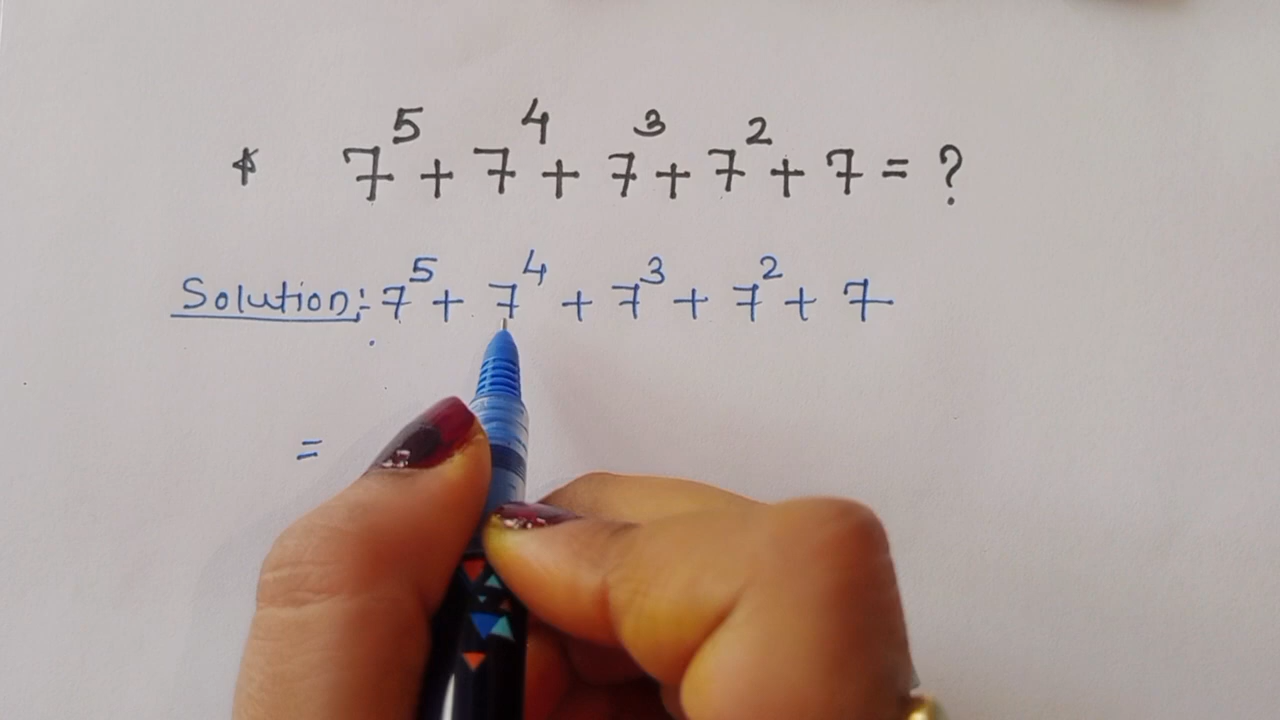 * 7⁵ + 7⁴ + 7³ + 7² + 7 = ?
Solution: 7⁵ + 7⁴ + 7³ + 7² + 7
=